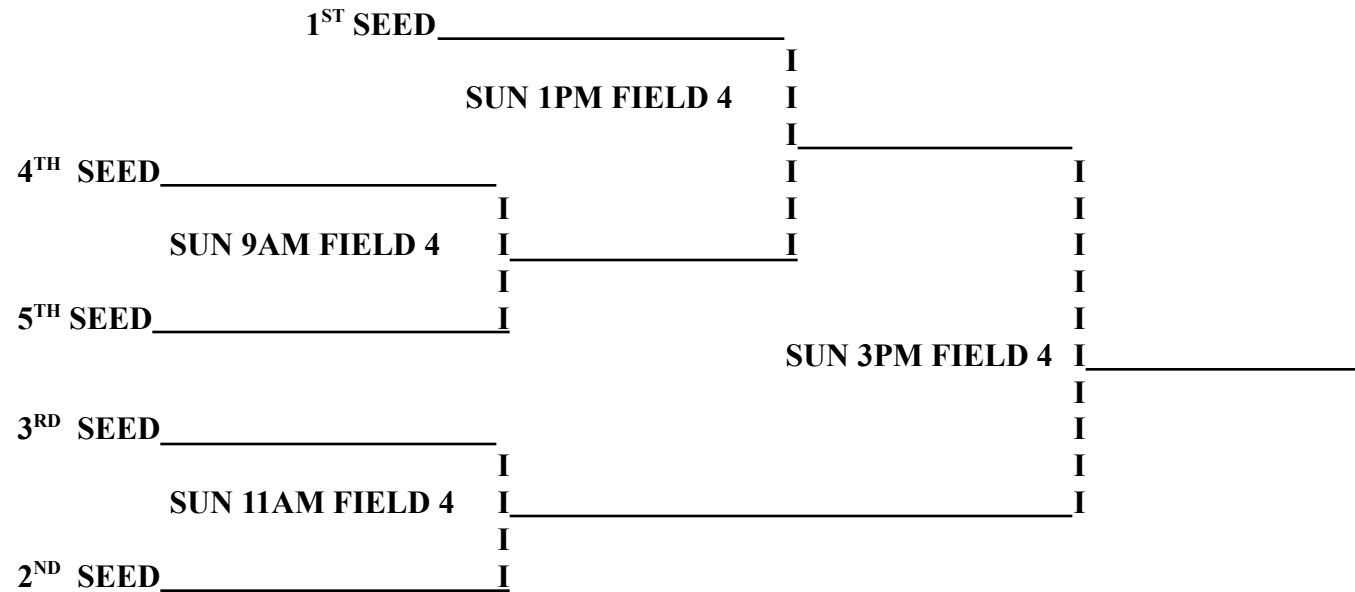 1ST SEED
SUN 1PM FIELD 4
4TH SEED
SUN 9AM FIELD 4
5TH SEED
SUN 3PM FIELD 4
3RD SEED
SUN 11AM FIELD 4
2ND SEED